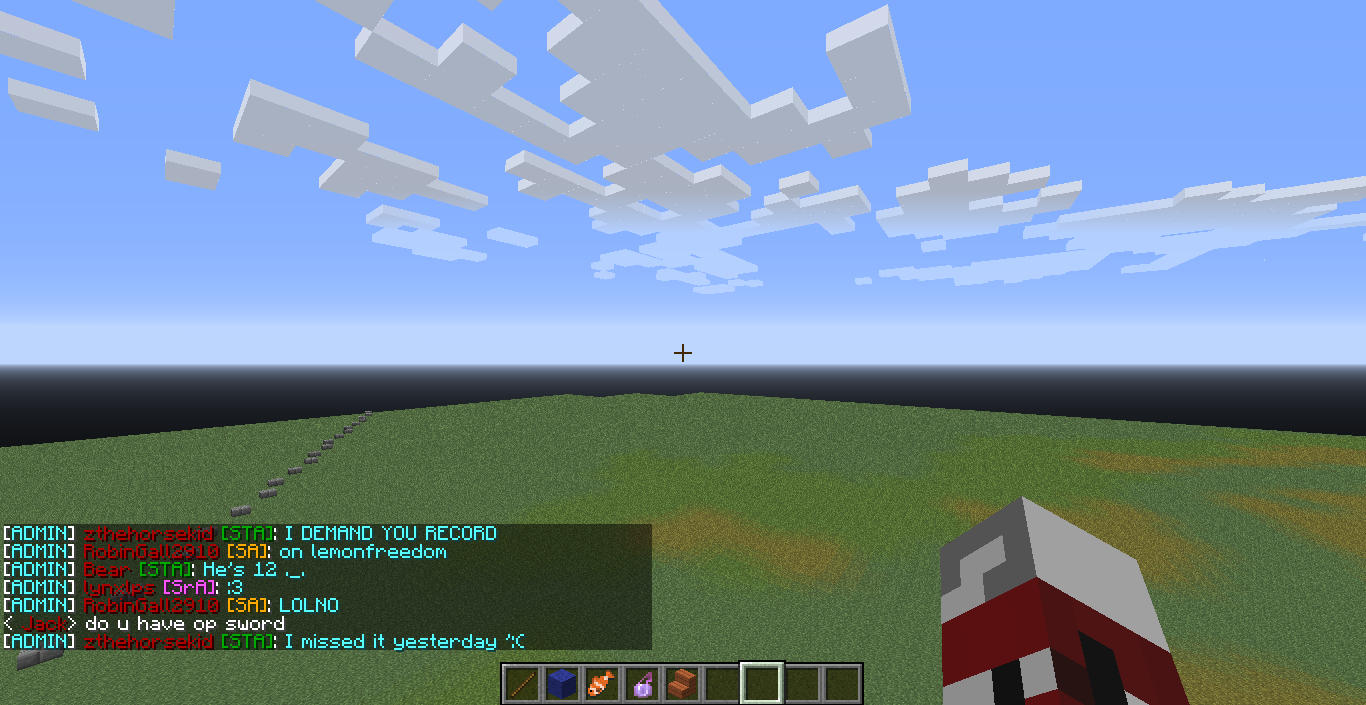 [ADMIN] zthehorsekid [STA]: I DEMAND YOU RECORD
[ADMIN] RobinGall2910 [SA]: on lemonfreedom
[ADMIN] Bear [STA]: He's 12 ._.
[ADMIN] lynxlps [SrA]: :3
[ADMIN] RobinGall2910 [SA]: LOLNO
< Jack> do u have op sword
[ADMIN] zthehorsekid [STA]: I missed it yesterday ;(